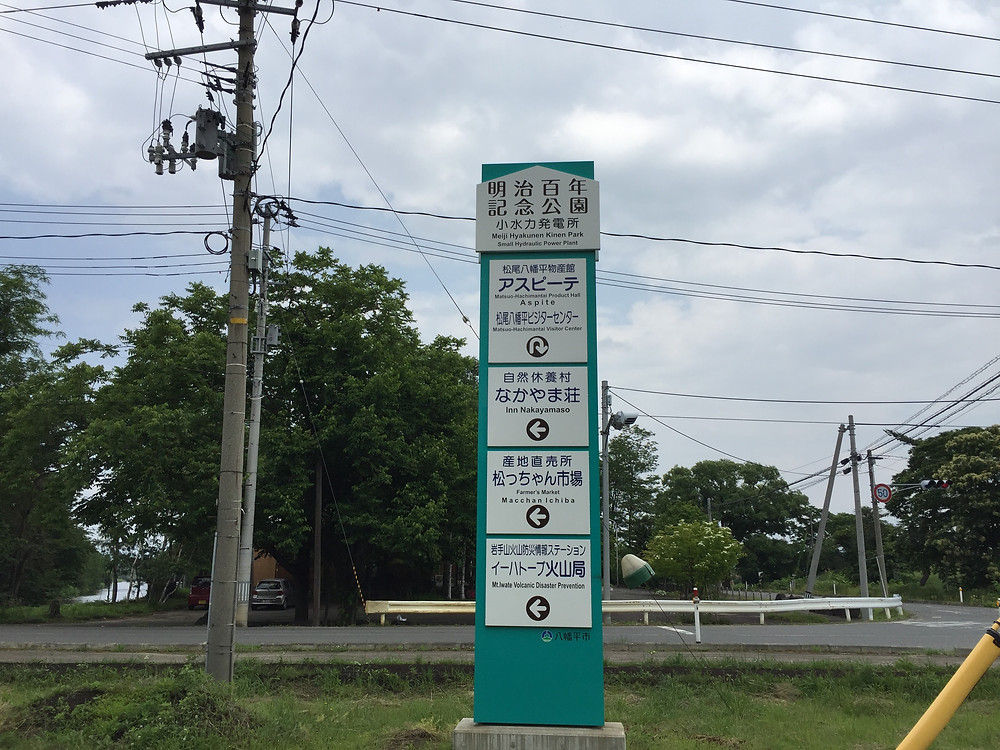 明治百年
記念公園
小水力発電所
Meiji Hyakunen Kinen Park
Small Hydraulic Power Plant
松尾八幡平物産館
アスピーテ
Matsuo-Hachimantai Product Hall
Aspite
松尾八幡平ビジターセンター
Matsuo-Hachimantai Visitor Center
自然休養村
なかやま荘
Inn Nakayamaso
産地直売所
松っちゃん市場
Farmer's Market
Macchan Ichiba
岩手山火山防災情報ステーション
イーハトーブ火山局
Mt.Iwate Volcanic Disaster Prevention
八幡平市
50